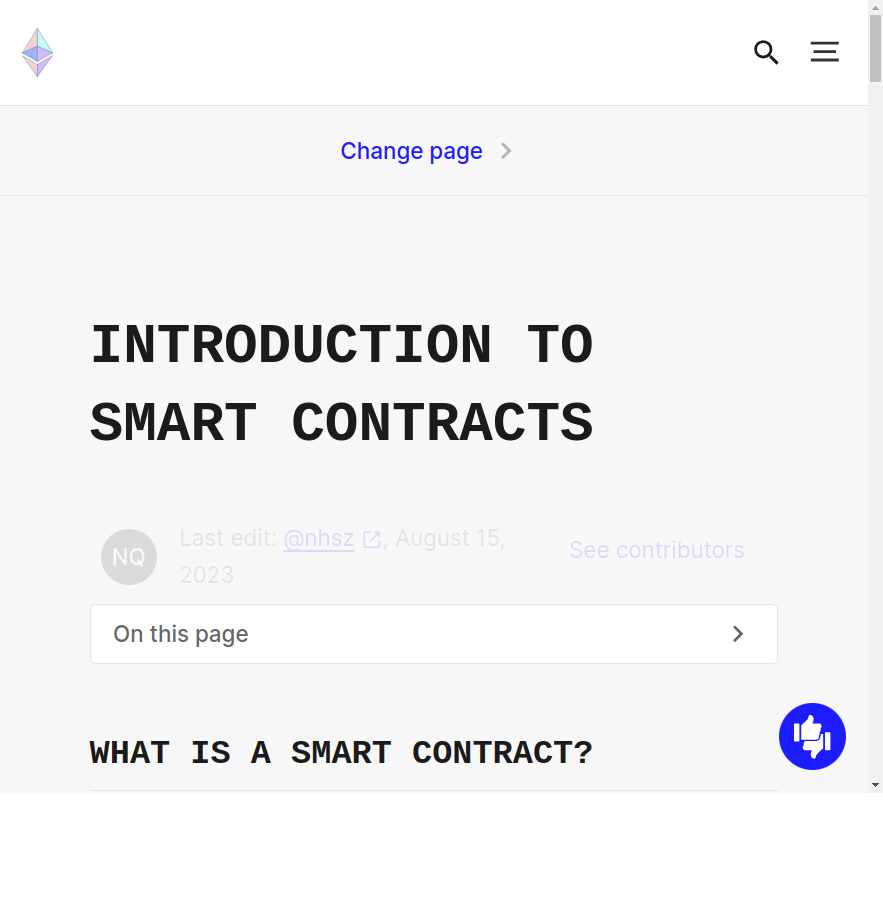 Change page
INTRODUCTION TO
SMART CONTRACTS
NQ
Last edit: @nhsz, August 15,
2023
See contributors
On this page
WHAT IS A SMART CONTRACT?